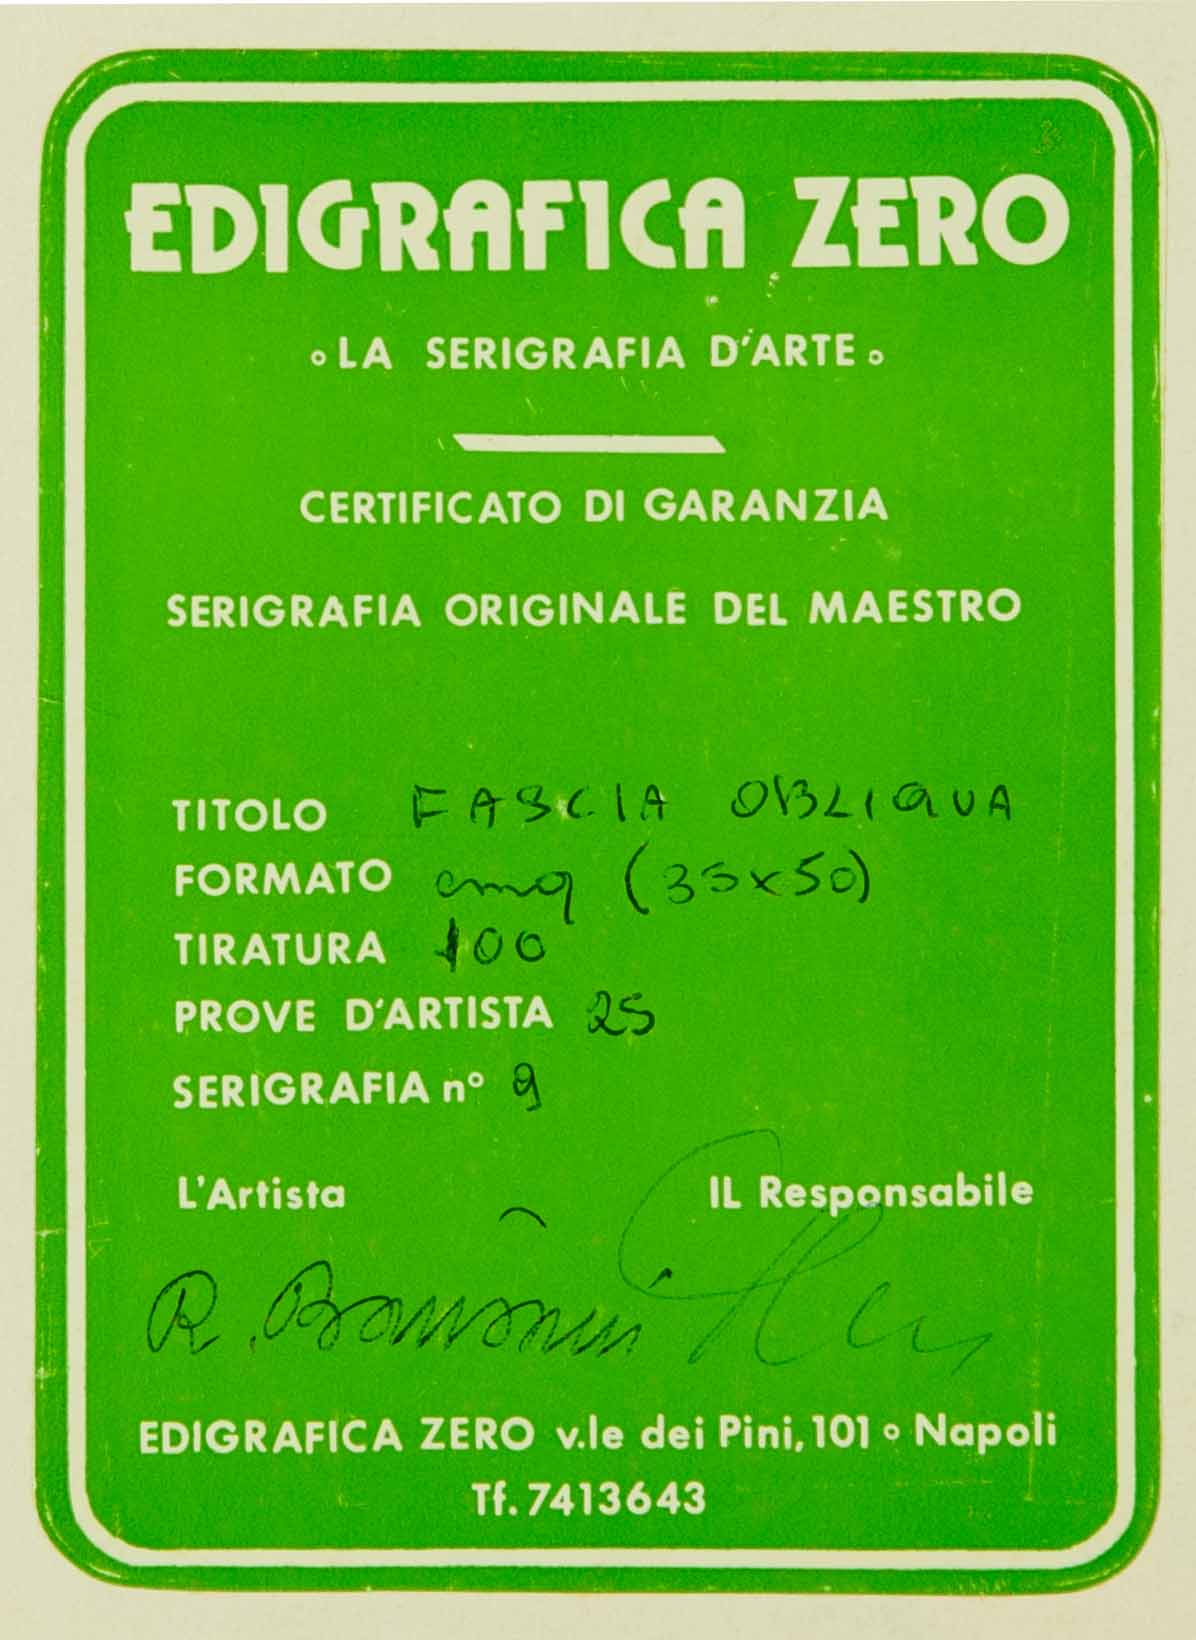 EDIGRAFICA ZERO
∘ LA SERIGRAFIA D'ARTE ∘
CERTIFICATO DI GARANZIA
SERIGRAFIA ORIGINALE DEL MAESTRO
TITOLO FASCIA OBLIQUA
FORMATO cmq (35x50)
TIRATURA 100
PROVE D'ARTISTA 25
SERIGRAFIA n° 9
L'Artista IL Responsabile
R.
EDIGRAFICA ZERO v.le dei Pini, 101 ∘ Napoli
Tf. 7413643